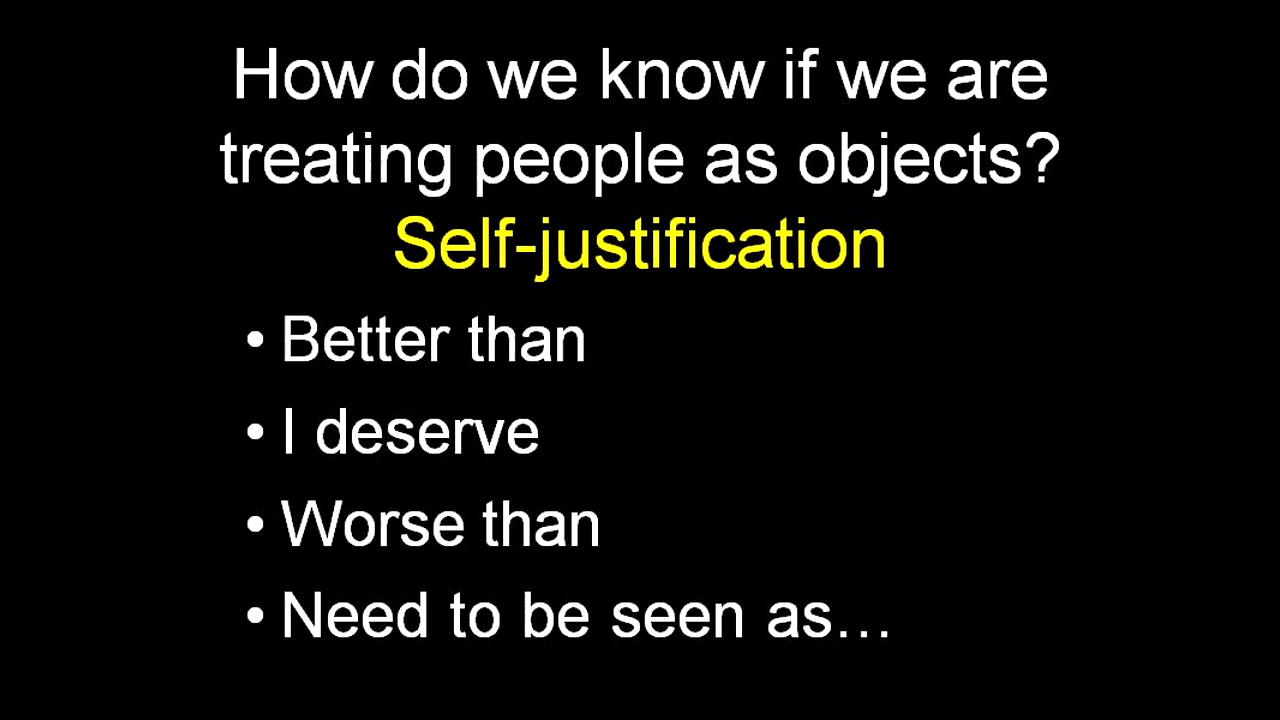 How do we know if we are
treating people as objects?
Self-justification
• Better than
• I deserve
• Worse than
• Need to be seen as…